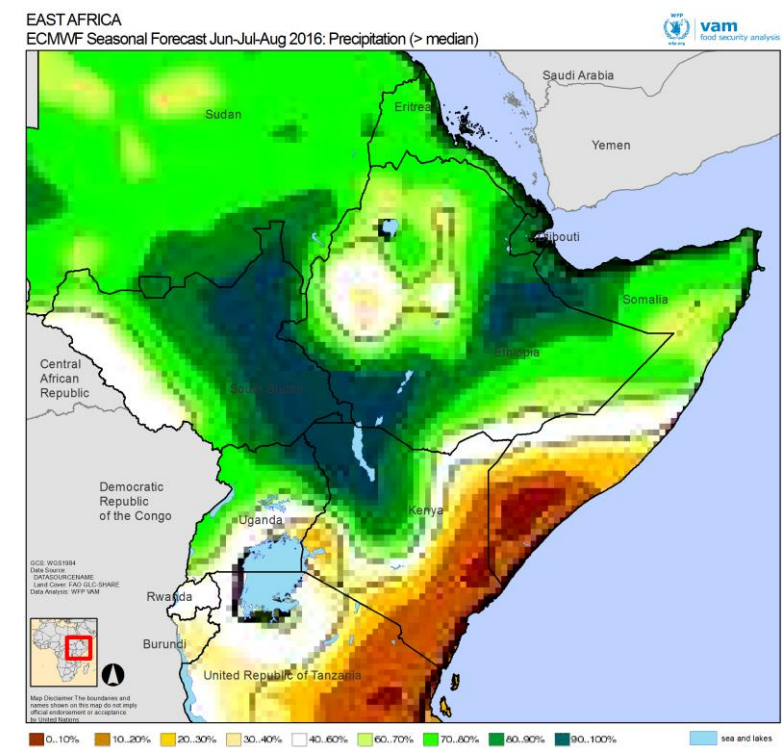 EAST AFRICA
ECMWF Seasonal Forecast Jun-Jul-Aug 2016: Precipitation (> median)
WFP
wfp.org
vam
food security analysis
Saudi Arabia
Sudan
Eritrea
Yemen
Djibouti
Somalia
Ethiopia
Central
African
Republic
South Sudan
Democratic
Republic
of the Congo
Uganda
Kenya
GCS: WGS1984
Data Source:
DATASOURCENAME
Land Cover: FAO GLC-SHARE
Data Analysis: WFP VAM
Rwanda
Burundi
United Republic of Tanzania
Map Disclaimer: The boundaries and
names shown on this map do not imply
official endorsement or acceptance
by United Nations
0..10%
10..20%
20..30%
30..40%
40..60%
60..70%
70..80%
80..90%
90..100%
sea and lakes